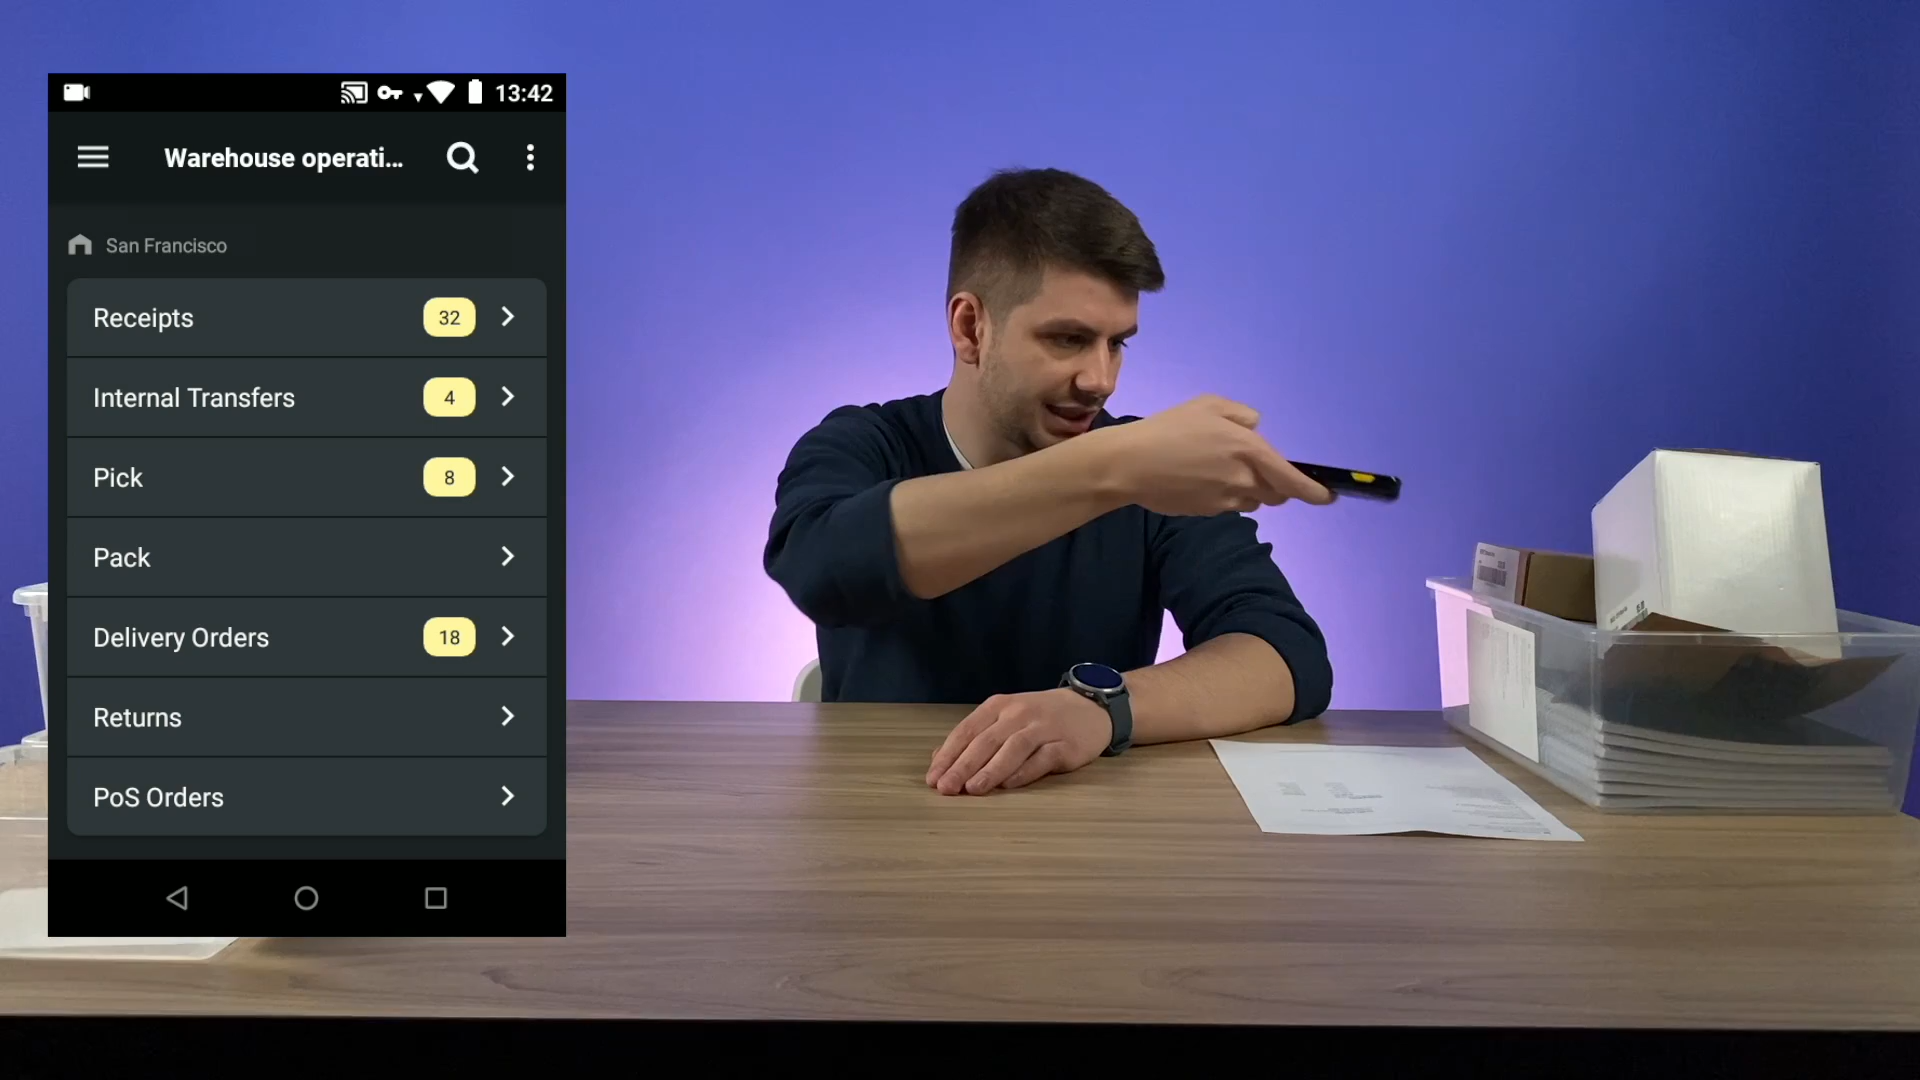 13:42
Warehouse operati...
San Francisco
Receipts 32
Internal Transfers 4
Pick 8
Pack
Delivery Orders 18
Returns
PoS Orders